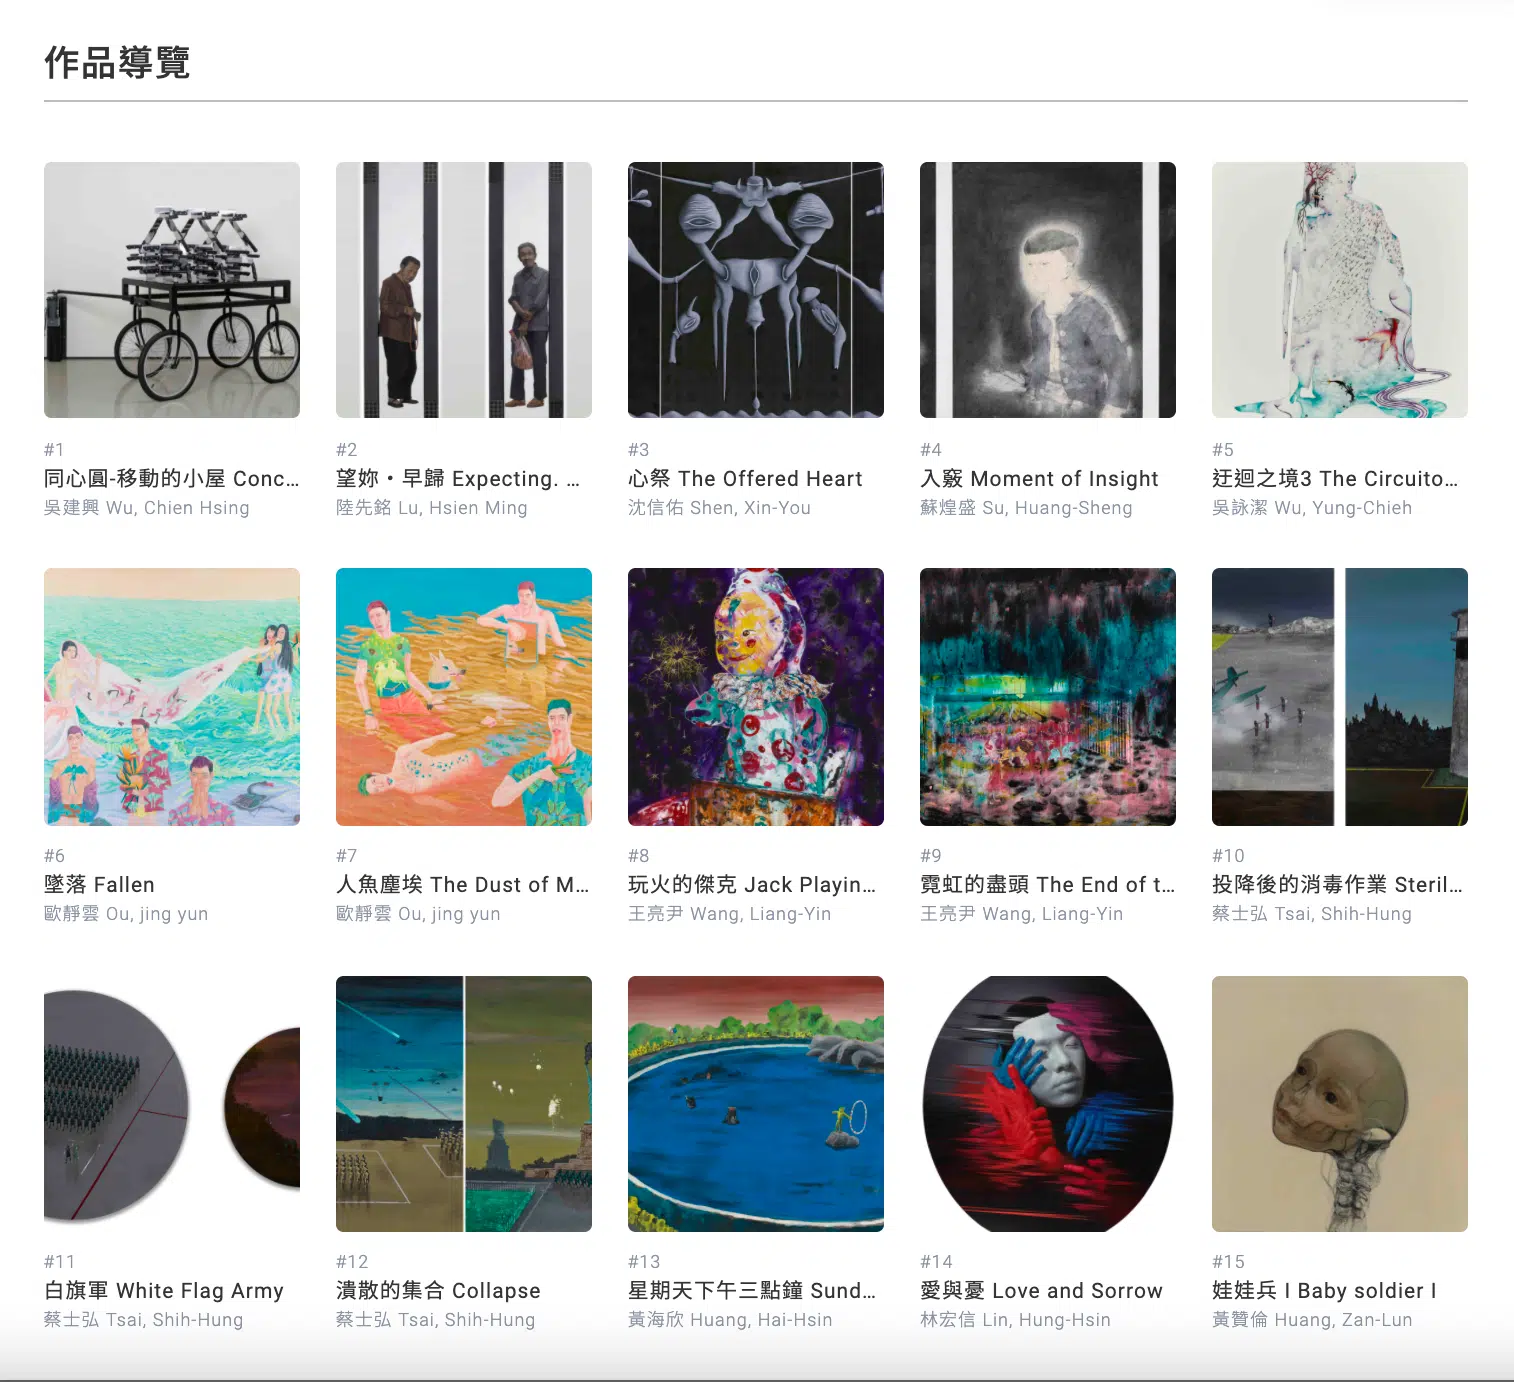 作品導覽
#1
同心圓-移動的小屋 Conc...
吳建興 Wu, Chien Hsing
#2
望妳・早歸 Expecting. ...
陸先銘 Lu, Hsien Ming
#3
心祭 The Offered Heart
沈信佑 Shen, Xin-You
#4
入竅 Moment of Insight
蘇煌盛 Su, Huang-Sheng
#5
迂迴之境3 The Circuito...
吳詠潔 Wu, Yung-Chieh
#6
墜落 Fallen
歐靜雲 Ou, jing yun
#7
人魚塵埃 The Dust of M...
歐靜雲 Ou, jing yun
#8
玩火的傑克 Jack Playin...
王亮尹 Wang, Liang-Yin
#9
霓虹的盡頭 The End of t...
王亮尹 Wang, Liang-Yin
#10
投降後的消毒作業 Steril...
蔡士弘 Tsai, Shih-Hung
#11
白旗軍 White Flag Army
蔡士弘 Tsai, Shih-Hung
#12
潰散的集合 Collapse
蔡士弘 Tsai, Shih-Hung
#13
星期天下午三點鐘 Sund...
黃海欣 Huang, Hai-Hsin
#14
愛與憂 Love and Sorrow
林宏信 Lin, Hung-Hsin
#15
娃娃兵 I Baby soldier I
黃贊倫 Huang, Zan-Lun